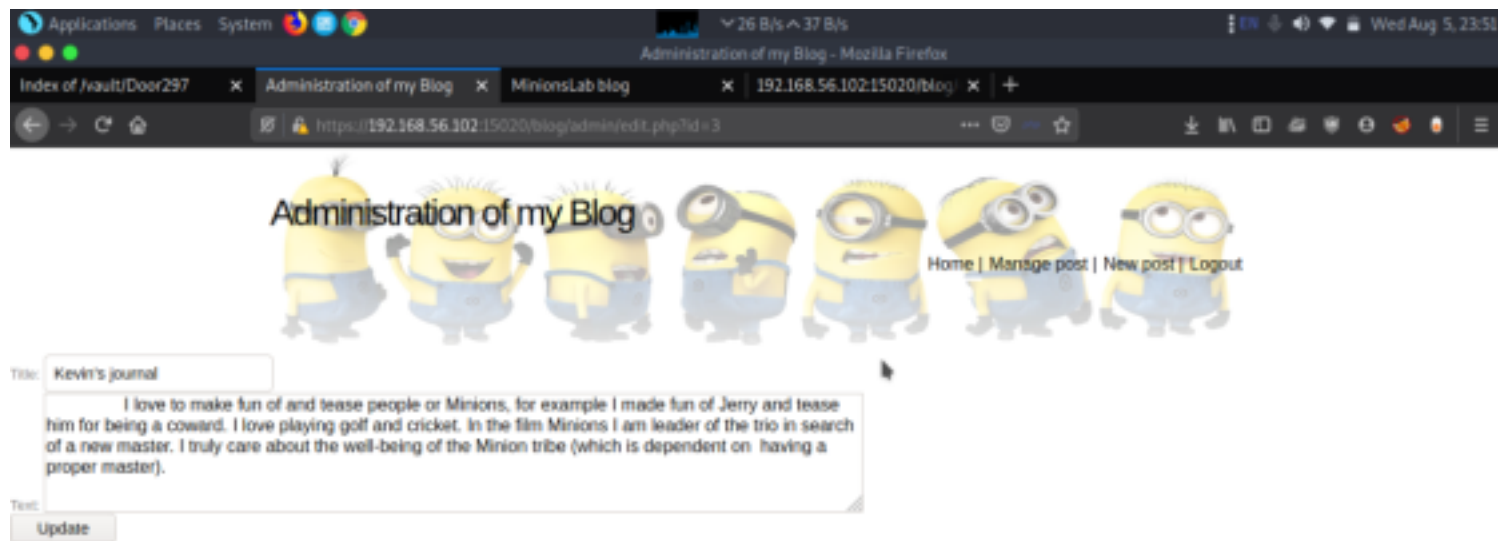 Applications Places System 26 B/s 37 B/s EN Wed Aug 5, 23:51
Administration of my Blog - Mozilla Firefox
Index of /vault/Door297 Administration of my Blog MinionsLab blog 192.168.56.102:15020/blog/
https://192.168.56.102:15020/blog/admin/edit.php?id=3
Administration of my Blog
Home | Manage post | New post | Logout
Title: Kevin's journal
I love to make fun of and tease people or Minions, for example I made fun of Jerry and tease
him for being a coward. I love playing golf and cricket. In the film Minions I am leader of the trio in search
of a new master. I truly care about the well-being of the Minion tribe (which is dependent on having a
proper master).
Text:
Update